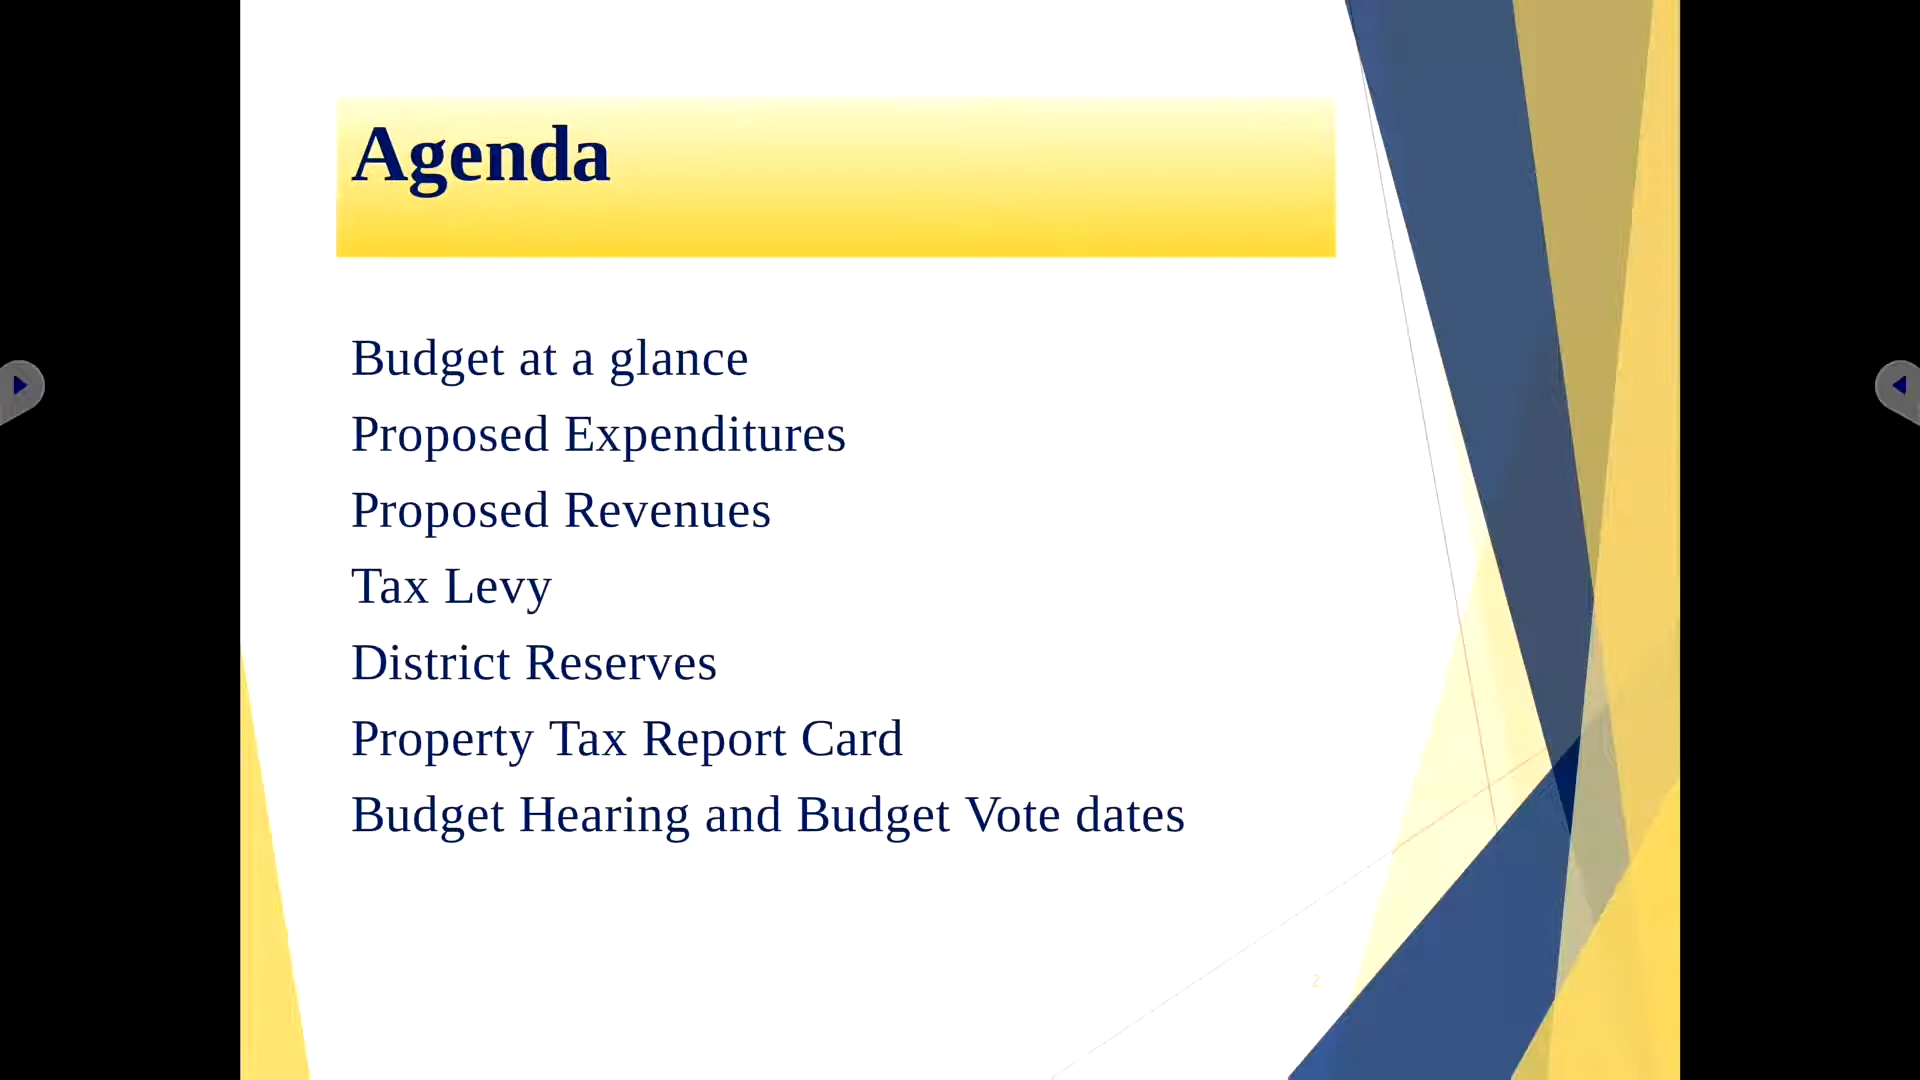 Agenda
Budget at a glance
Proposed Expenditures
Proposed Revenues
Tax Levy
District Reserves
Property Tax Report Card
Budget Hearing and Budget Vote dates
2